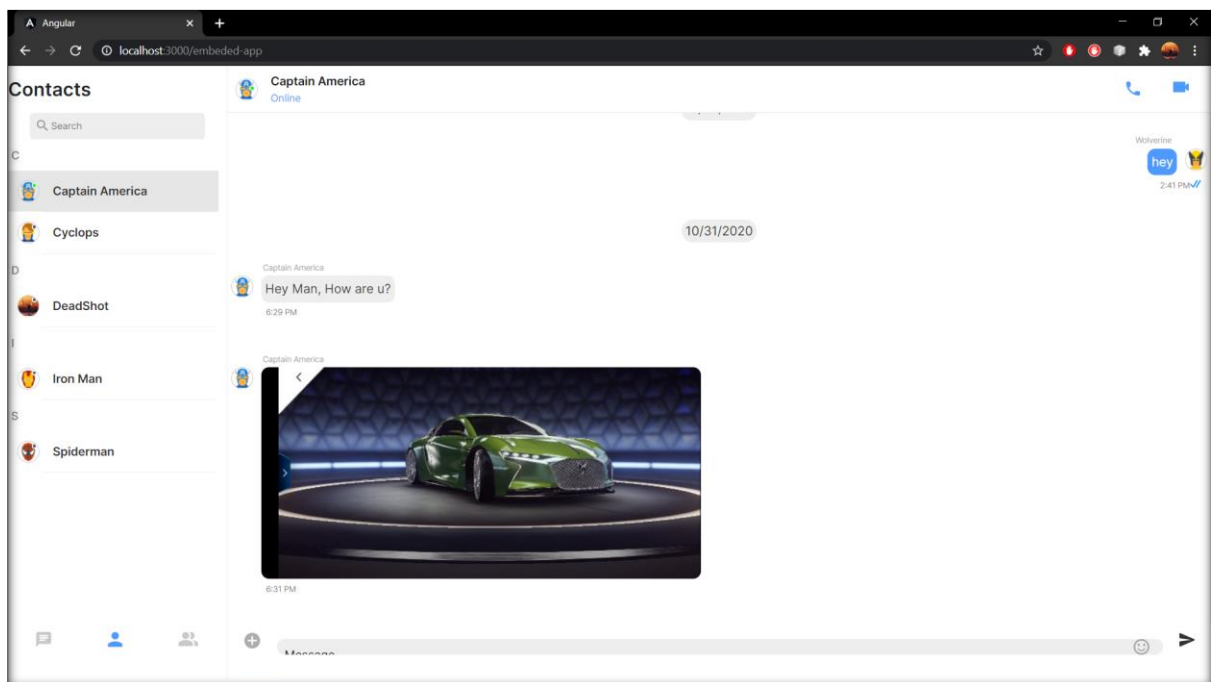 Angular
localhost:3000/embeded-app
Contacts
Search
C
Captain America
Cyclops
D
DeadShot
I
Iron Man
S
Spiderman
Captain America
Online
Wolverine
hey
2:41 PM
10/31/2020
Captain America
Hey Man, How are u?
6:29 PM
Captain America
6:31 PM
Message